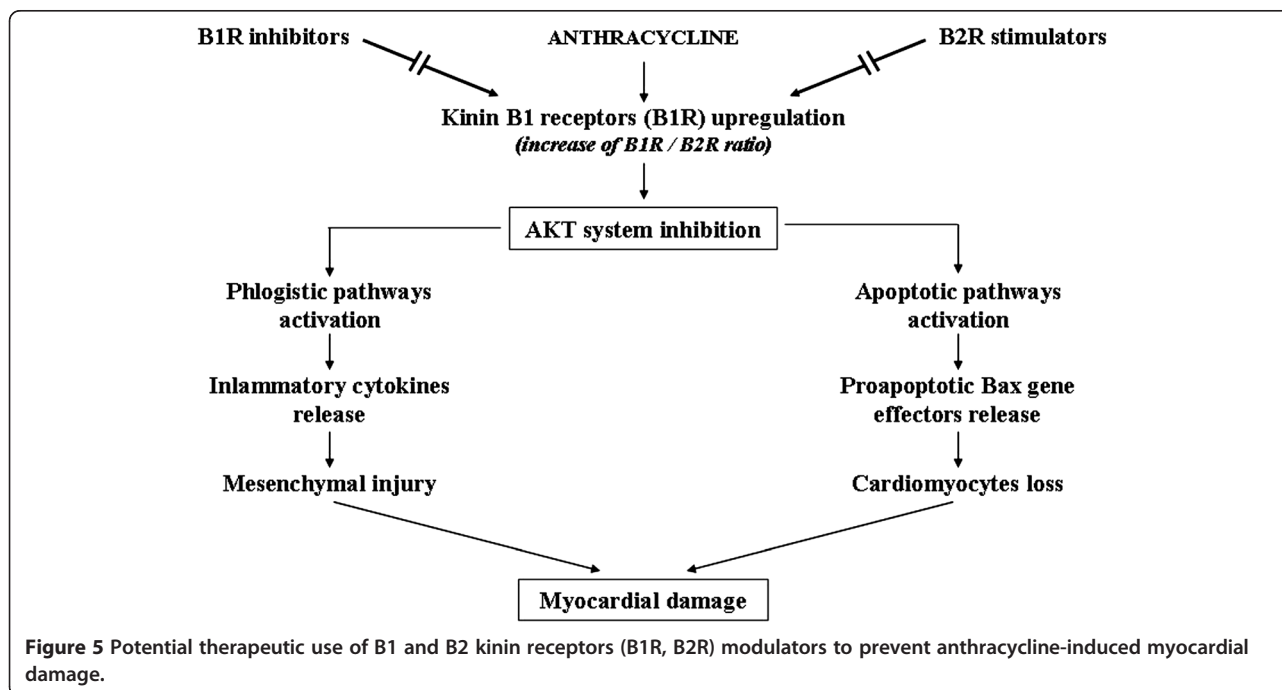 B1R inhibitors
ANTHRACYCLINE
B2R stimulators
Kinin B1 receptors (B1R) upregulation
(increase of B1R / B2R ratio)
AKT system inhibition
Phlogistic pathways
activation
Apoptotic pathways
activation
Inlammatory cytokines
release
Proapoptotic Bax gene
effectors release
Mesenchymal injury
Cardiomyocytes loss
Myocardial damage
Figure 5 Potential therapeutic use of B1 and B2 kinin receptors (B1R, B2R) modulators to prevent anthracycline-induced myocardial
damage.